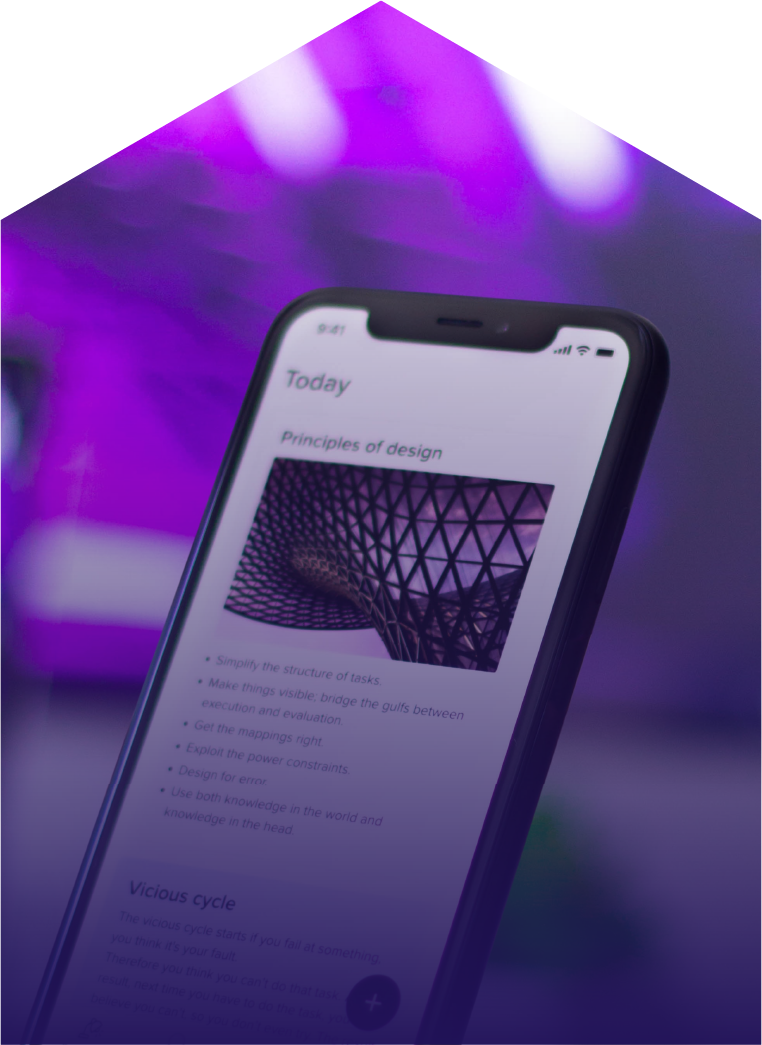 9:41
Today
Principles of design
• Simplify the structure of tasks.
• Make things visible, bridge the gulfs between
execution and evaluation.
• Get the mappings right.
• Exploit the power constraints.
• Design for error.
• Use both knowledge in the world and
knowledge in the head.
Vicious cycle
The vicious cycle starts if you fail at something,
you think it's your fault.
Therefore you think you can't do that task.
result, next time you have to do the task,